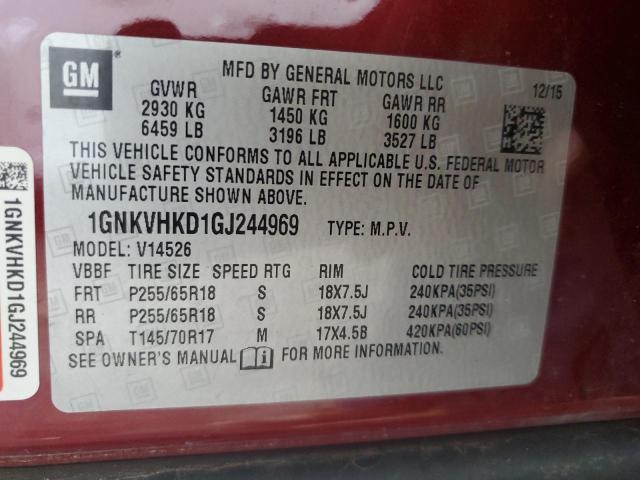 GM
MFD BY GENERAL MOTORS LLC
12/15
GVWR GAWR FRT GAWR RR
2930 KG 1450 KG 1600 KG
6459 LB 3196 LB 3527 LB
THIS VEHICLE CONFORMS TO ALL APPLICABLE U.S. FEDERAL MOTOR
VEHICLE SAFETY STANDARDS IN EFFECT ON THE DATE OF
MANUFACTURE SHOWN ABOVE.
1GNKVHKD1GJ244969 TYPE: M.P.V.
MODEL: V14526
VBBF TIRE SIZE SPEED RTG RIM COLD TIRE PRESSURE
FRT P255/65R18 S 18X7.5J 240KPA(35PSI)
RR P255/65R18 S 18X7.5J 240KPA(35PSI)
SPA T145/70R17 M 17X4.5B 420KPA(60PSI)
SEE OWNER'S MANUAL FOR MORE INFORMATION.
1GNKVHKD1GJ244969